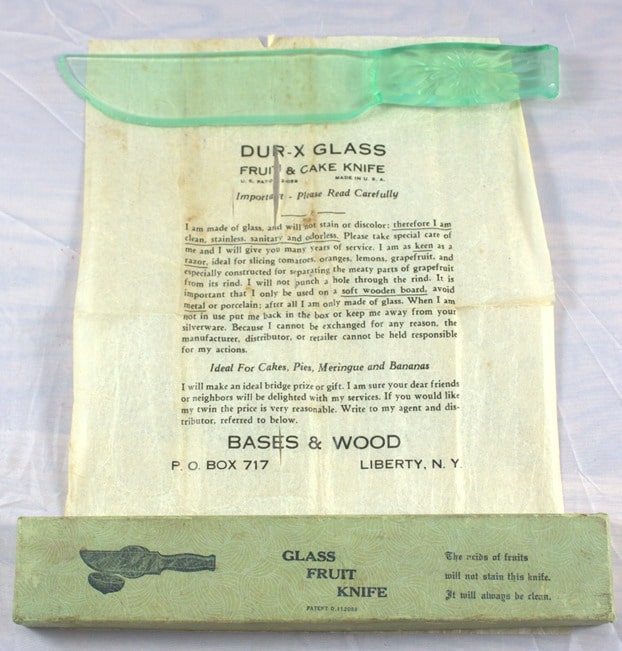 DUR-X GLASS
FRUIT & CAKE KNIFE
MADE IN U. S. A.
Important - Please Read Carefully
I am made of glass, and will not stain or discolor; therefore I am
clean, stainless, sanitary and odorless. Please take special care of
me and I will give you many years of service. I am as keen as a
razor, ideal for slicing tomatoes, oranges, lemons, grapefruit, and
especially constructed for separating the meaty parts of grapefruit
from its rind. I will not punch a hole through the rind. It is
important that I only be used on a soft wooden board, avoid
metal or porcelain; after all I am only made of glass. When I am
not in use put me back in the box or keep me away from your
silverware. Because I cannot be exchanged for any reason, the
manufacturer, distributor, or retailer cannot be held responsible
for my actions.
Ideal For Cakes, Pies, Meringue and Bananas
I will make an ideal bridge prize or gift. I am sure your dear friends
or neighbors will be delighted with my services. If you would like
my twin the price is very reasonable. Write to my agent and dis-
tributor, referred to below.
BASES & WOOD
P. O. BOX 717 LIBERTY, N. Y.
GLASS
FRUIT
KNIFE
PATENT D.
The acids of fruits
will not stain this knife.
It will always be clean.